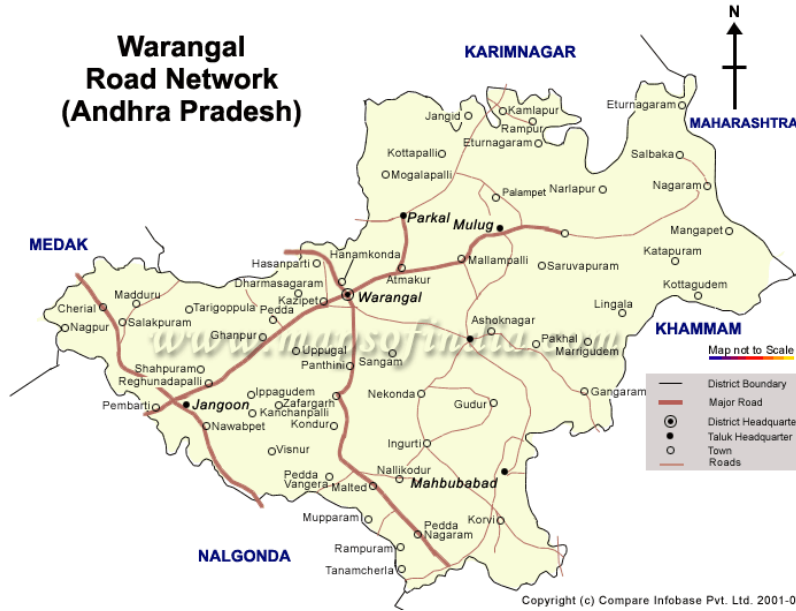 Warangal
Road Network
(Andhra Pradesh)
N
KARIMNAGAR
MAHARASHTRA
Eturnagaram
Jangid
Kamlapur
Rampur
Eturnagaram
Kottapalli
Salbaka
Mogalapalli
Nagaram
Palampet
Narlapur
Parkal
Mulug
Mangapet
MEDAK
Hanamkonda
Hasanparti
Mallampalli
Katapuram
Atmakur
Saruvapuram
Dharmasagaram
Kottagudem
Madduru
Kazipet
Warangal
Cherial
Tarigoppula
Pedda
Lingala
Nagpur
Salakpuram
Ashoknagar
KHAMMAM
Ghanpur
Pakhal
www.mapsofindia.com
Marrigudem
Map not to Scale
Uppugal
Sangam
Panthini
Shahpuram
Reghunadapalli
Gangaram
District Boundary
Ippagudem
Nekonda
Gudur
Major Road
Pembarti
Jangoon
Zafargarh
Kanchanpalli
District Headquarte
Nawabpet
Kondur
Taluk Headquarter
Ingurti
Town
Visnur
Roads
Nallikodur
Mahbubabad
Pedda
Vangera
Malted
Mupparam
Korvi
Pedda
Nagaram
NALGONDA
Rampuram
Tanamcherla
Copyright (c) Compare Infobase Pvt. Ltd. 2001-0